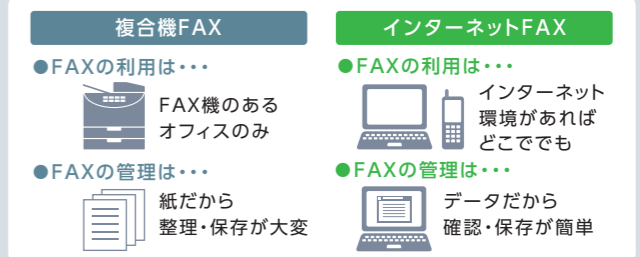 複合機FAX
●FAXの利用は･･･
FAX機のある
オフィスのみ
●FAXの管理は･･･
紙だから
整理・保存が大変
インターネットFAX
●FAXの利用は･･･
インターネット
環境があれば
どこででも
●FAXの管理は･･･
データだから
確認・保存が簡単